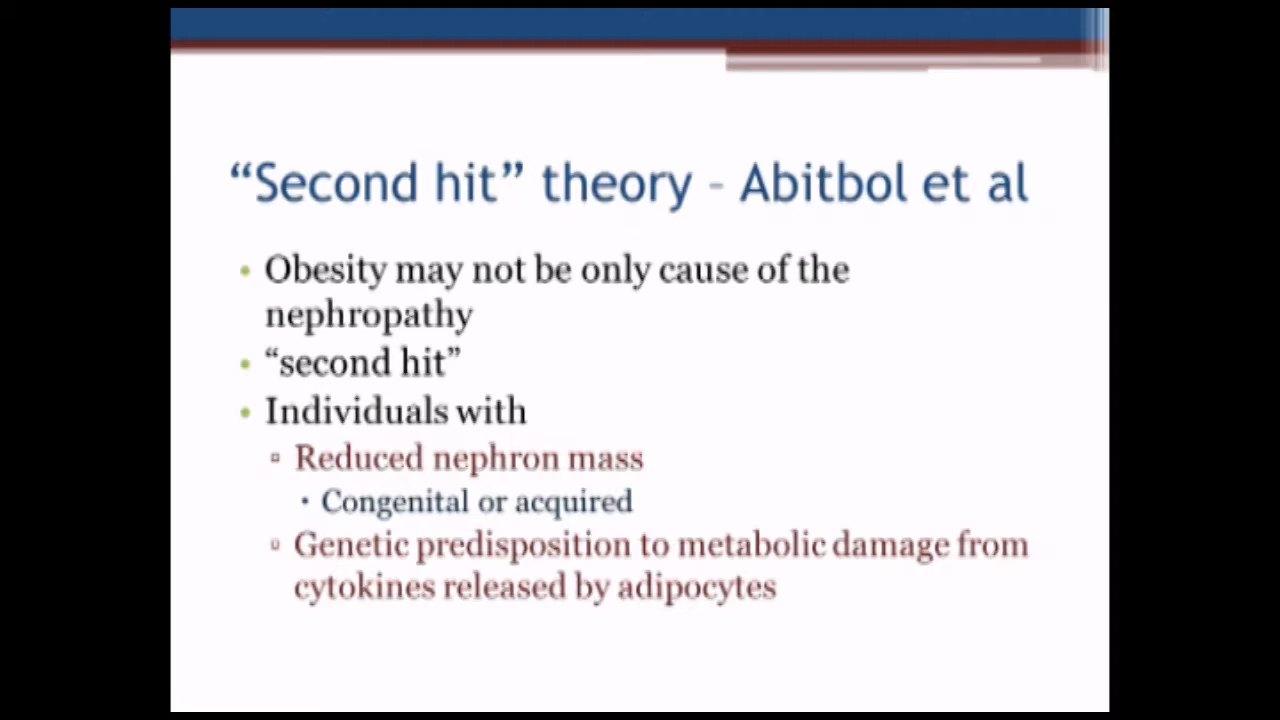 “Second hit” theory – Abitbol et al
• Obesity may not be only cause of the
nephropathy
• “second hit”
• Individuals with
▫ Reduced nephron mass
• Congenital or acquired
▫ Genetic predisposition to metabolic damage from
cytokines released by adipocytes